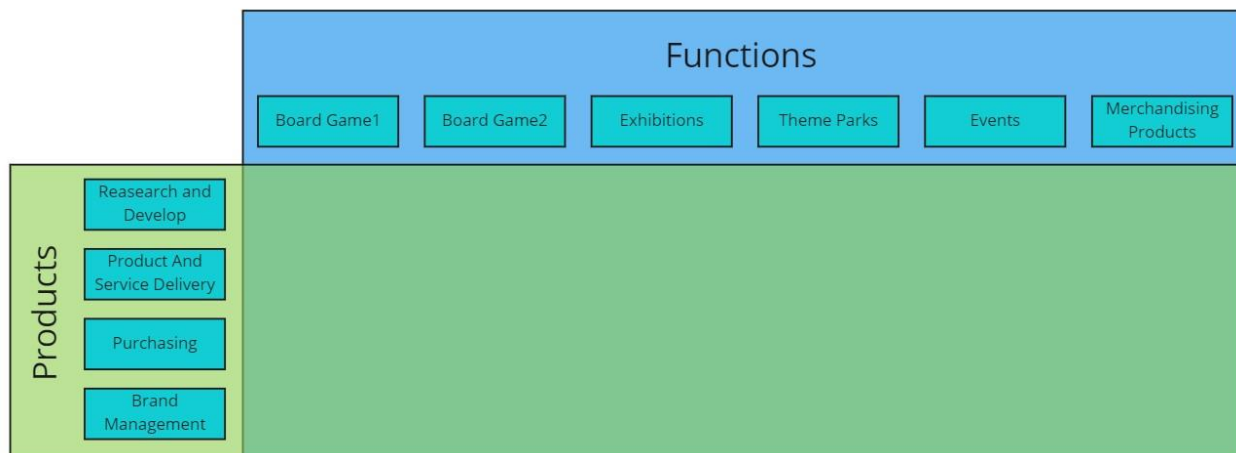 Functions
Board Game1
Board Game2
Exhibitions
Theme Parks
Events
Merchandising
Products
Products
Reasearch and
Develop
Product And
Service Delivery
Purchasing
Brand
Management